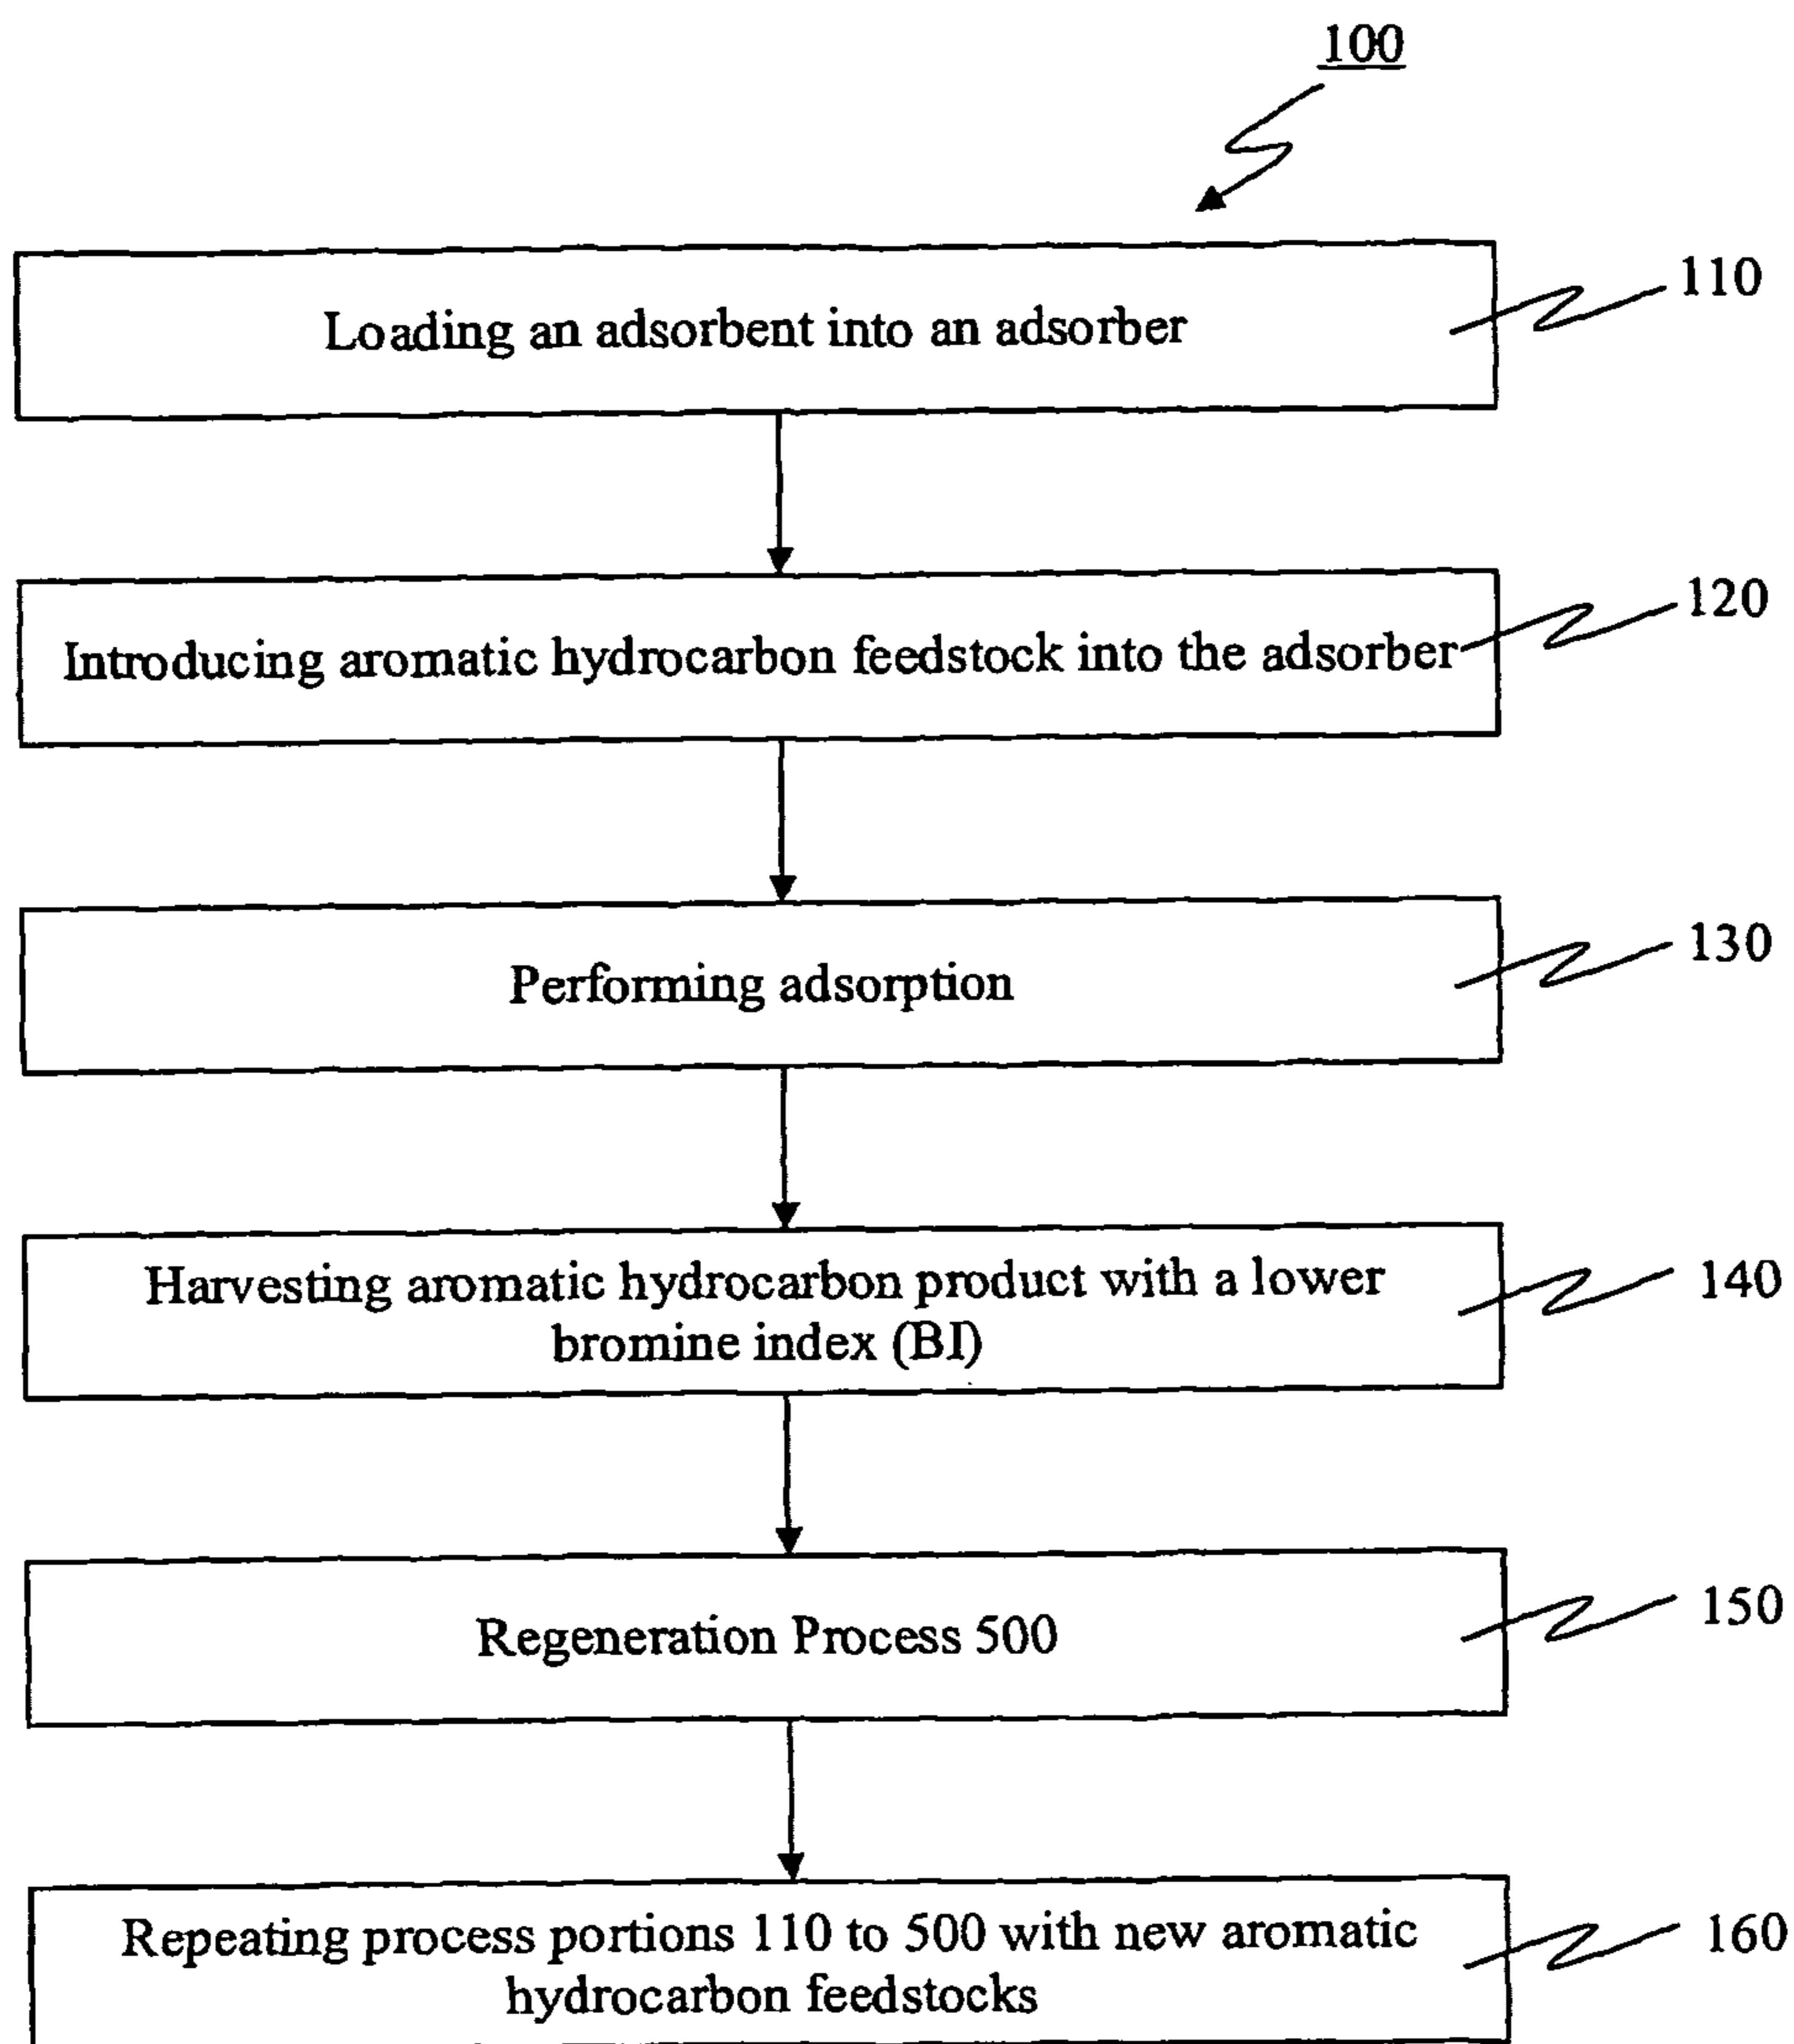 100
Loading an adsorbent into an adsorber
110
Introducing aromatic hydrocarbon feedstock into the adsorber
120
Performing adsorption
130
Harvesting aromatic hydrocarbon product with a lower
bromine index (BI)
140
Regeneration Process 500
150
Repeating process portions 110 to 500 with new aromatic
hydrocarbon feedstocks
160